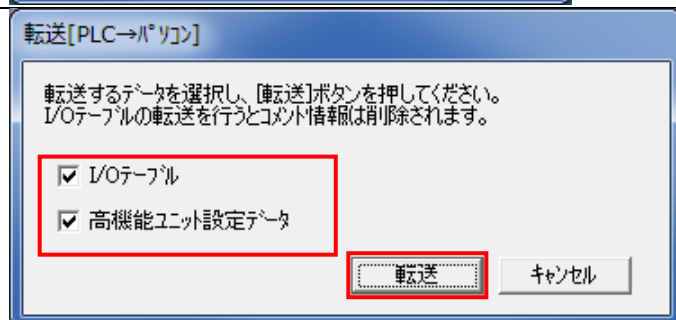 転送[PLC→ﾊﾟｿｺﾝ]
転送するﾃﾞｰﾀを選択し、[転送]ﾎﾞﾀﾝを押してください。
I/Oﾃｰﾌﾞﾙの転送を行うとｺﾒﾝﾄ情報は削除されます。
I/Oﾃｰﾌﾞﾙ
高機能ﾕﾆｯﾄ設定ﾃﾞｰﾀ
転送
ｷｬﾝｾﾙ